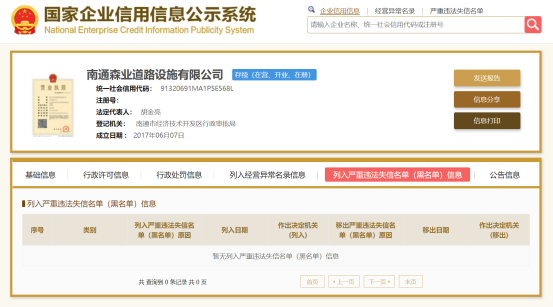 国家企业信用信息公示系统
National Enterprise Credit Information Publicity System
企业信用信息 | 经营异常名录 | 严重违法失信名单
请输入企业名称、统一社会信用代码或注册号
营业执照
南通森业道路设施有限公司 存续（在营、开业、在册）
统一社会信用代码： 91320691MA1P5E568L
注册号：
法定代表人： 胡金亮
登记机关： 南通市经济技术开发区行政审批局
成立日期： 2017年06月07日
发送报告
信息分享
信息打印
基础信息 | 行政许可信息 | 行政处罚信息 | 列入经营异常名录信息 | 列入严重违法失信名单（黑名单）信息 | 公告信息
列入严重违法失信名单（黑名单）信息
序号 类别 列入严重违法失信名单（黑名单）原因 列入日期 作出决定机关（列入） 移出严重违法失信名单（黑名单）原因 移出日期 作出决定机关（移出）
暂无列入严重违法失信名单（黑名单）信息
共 查询到 0 条记录 共 0 页 首页 上一页 下一页 末页